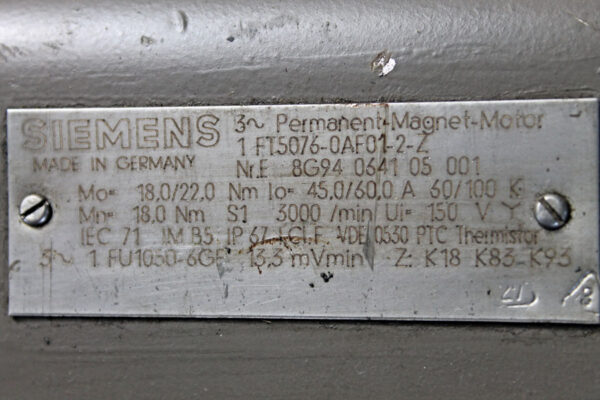 SIEMENS 3~ Permanent-Magnet-Motor
MADE IN GERMANY 1 FT5076-0AF01-2-Z
Nr.E 8G94 0641 05 001
Mo= 18.0/22.0 Nm Io= 45.0/60.0 A 60/100 K
Mn= 18.0 Nm S1 3000 /min Ui= 150 V Y
IEC 71 IM B5 IP 67 I.Cl.F VDE 0530 PTC Thermistor
3~ 1 FU1050-6GF 13,3 mVmin Z: K18 K83 K93